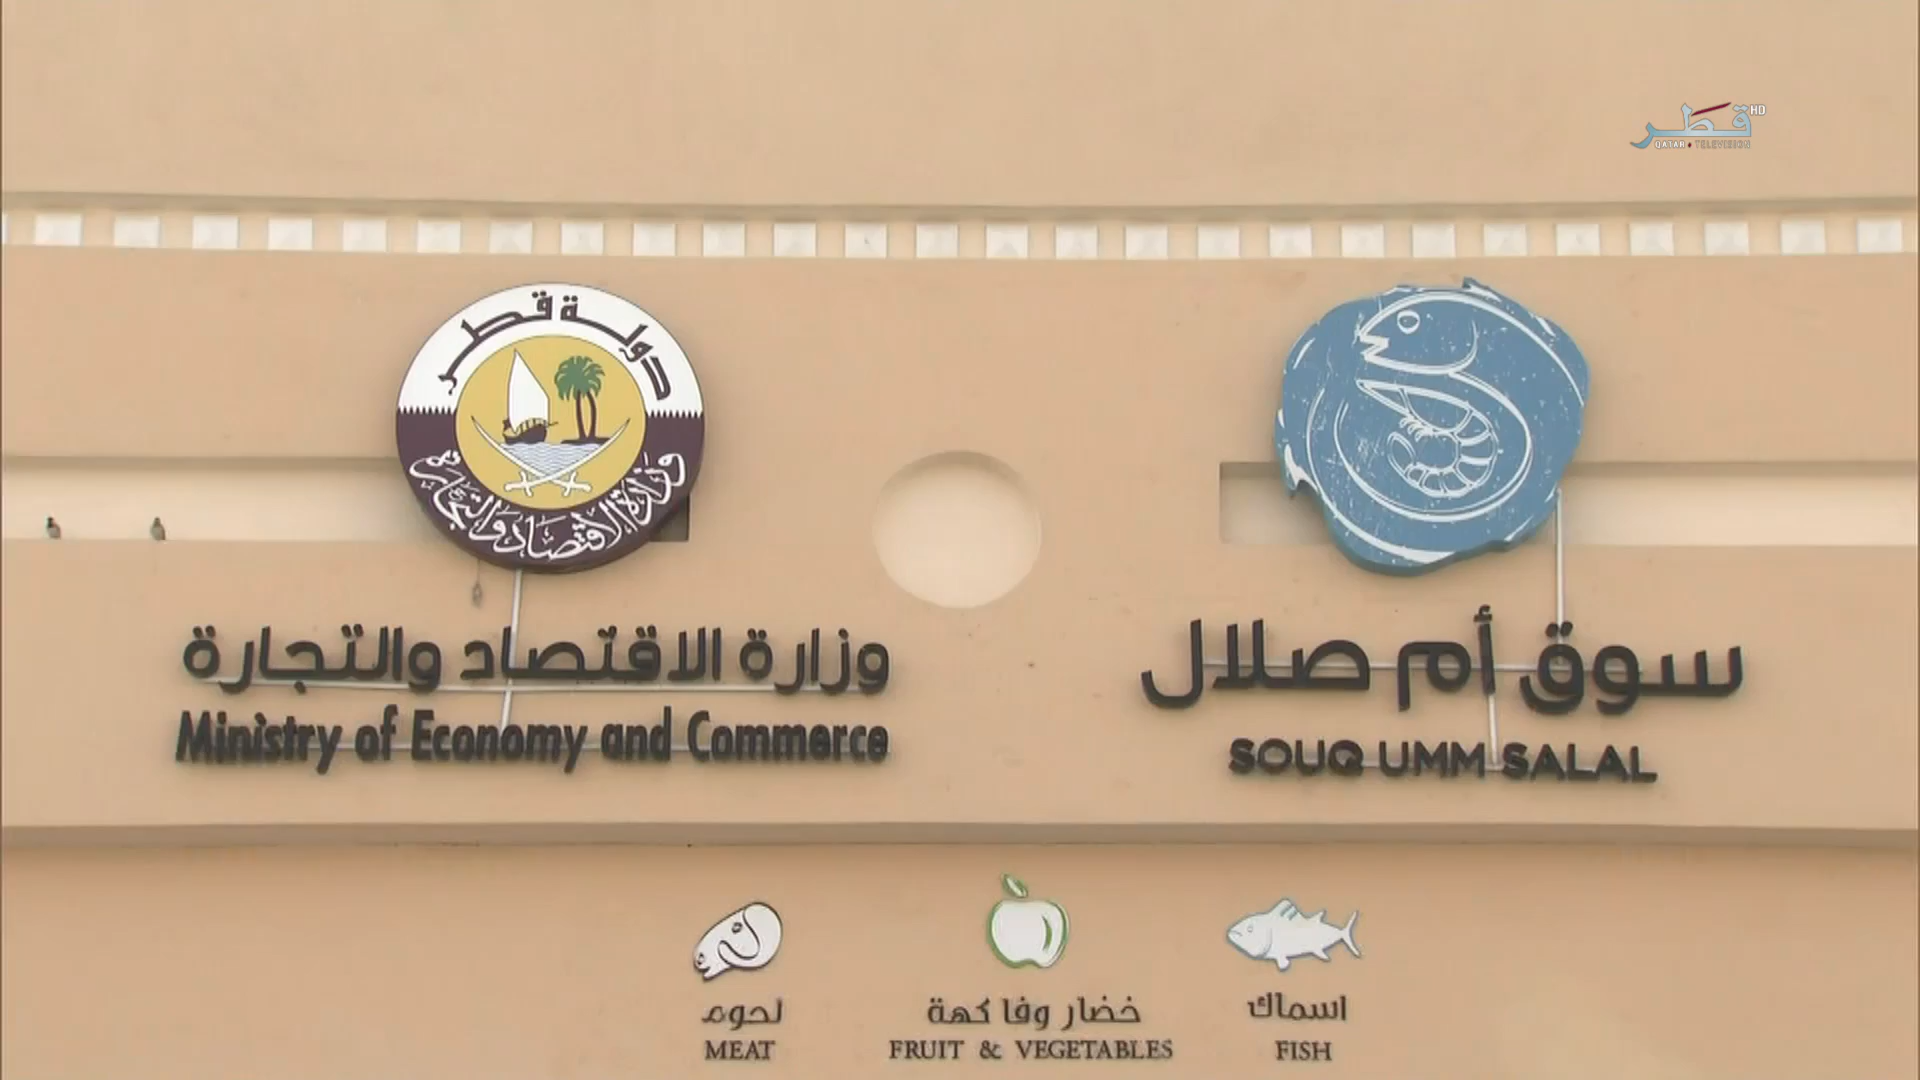 قطر HD
QATAR TELEVISION
دولة قطر
وزارة الاقتصاد والتجارة
وزارة الاقتصاد والتجارة
Ministry of Economy and Commerce
سوق أم صلال
SOUQ UMM SALAL
لحوم
MEAT
خضار وفاكهة
FRUIT & VEGETABLES
اسماك
FISH